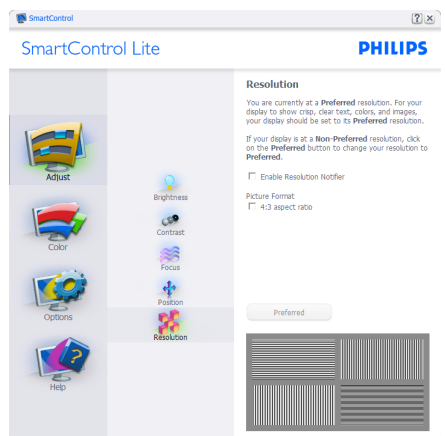 SmartControl
SmartControl Lite
PHILIPS
Adjust
Color
Options
Help
Brightness
Contrast
Focus
Position
Resolution
Resolution
You are currently at a Preferred resolution. For your
display to show crisp, clear text, colors, and images,
your display should be set to its Preferred resolution.
If your display is at a Non-Preferred resolution, click
on the Preferred button to change your resolution to
Preferred.
Enable Resolution Notifier
Picture Format
4:3 aspect ratio
Preferred